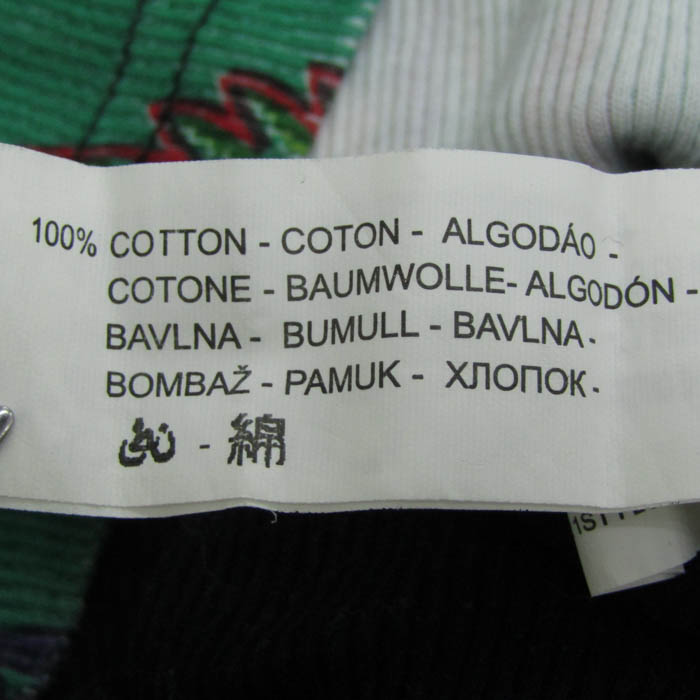 100% COTTON - COTON - ALGODÁO -
COTONE - BAUMWOLLE- ALGODÓN -
BAVLNA - BUMULL - BAVLNA -
BOMBAŽ - PAMUK - ХЛОПОК -
- 綿